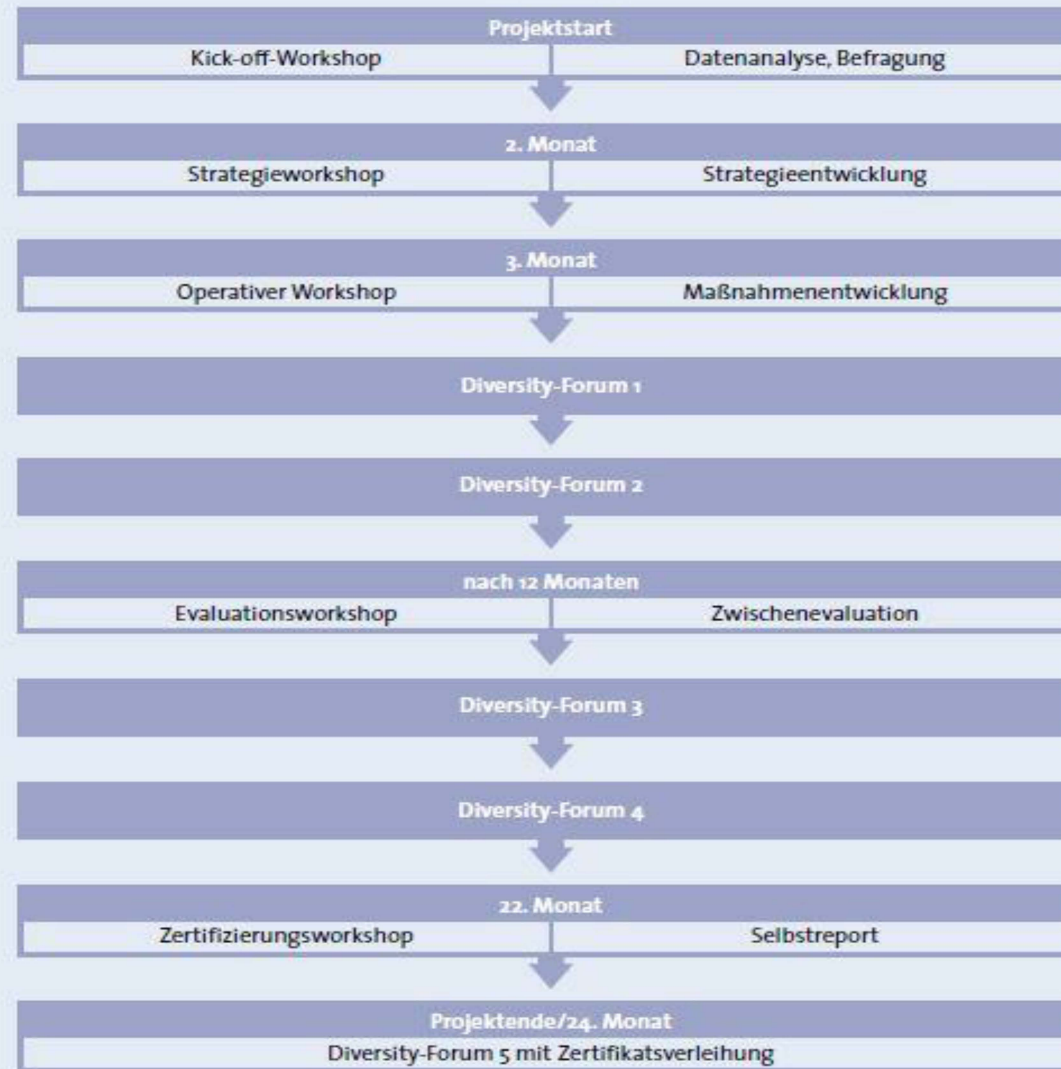 Projektstart
Kick-off-Workshop Datenanalyse, Befragung
2. Monat
Strategieworkshop Strategieentwicklung
3. Monat
Operativer Workshop Maßnahmenentwicklung
Diversity-Forum 1
Diversity-Forum 2
nach 12 Monaten
Evaluationsworkshop Zwischenevaluation
Diversity-Forum 3
Diversity-Forum 4
22. Monat
Zertifizierungsworkshop Selbstreport
Projektende/24. Monat
Diversity-Forum 5 mit Zertifikatsverleihung